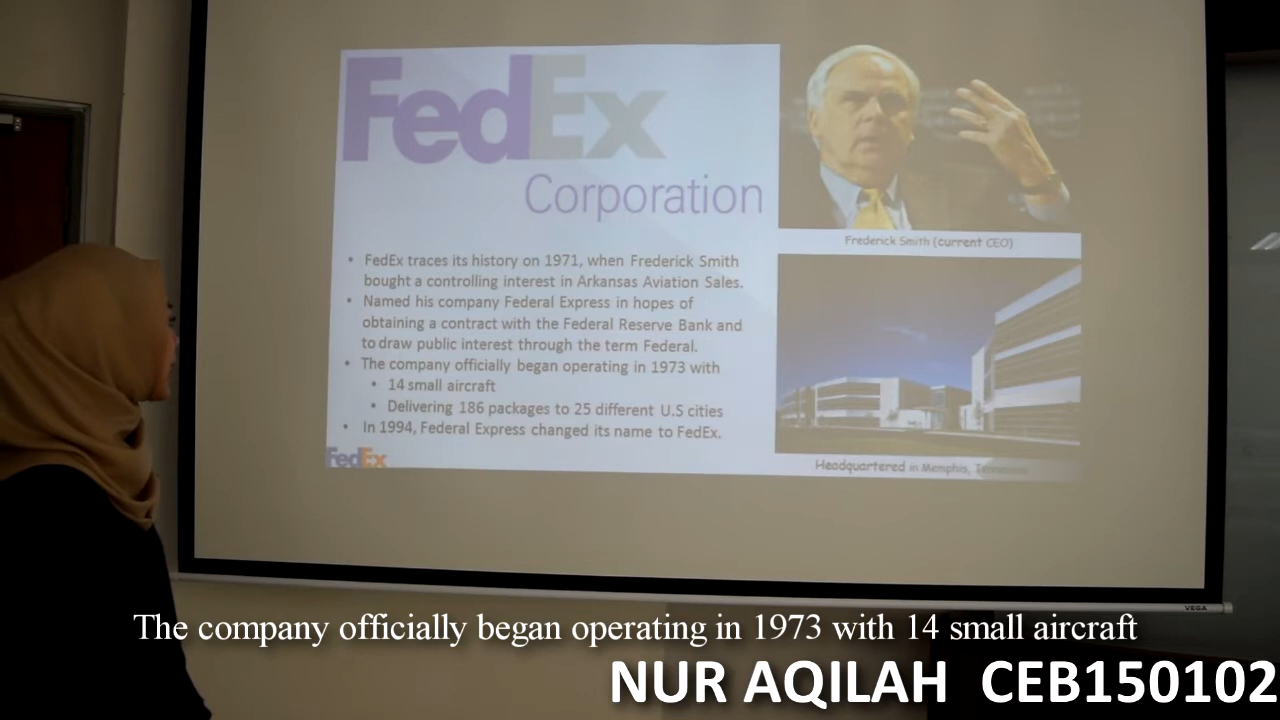 FedEx
Corporation
• FedEx traces its history on 1971, when Frederick Smith
bought a controlling interest in Arkansas Aviation Sales.
• Named his company Federal Express in hopes of
obtaining a contract with the Federal Reserve Bank and
to draw public interest through the term Federal.
• The company officially began operating in 1973 with
• 14 small aircraft
• Delivering 186 packages to 25 different U.S cities
• In 1994, Federal Express changed its name to FedEx.
FedEx
Frederick Smith (current CEO)
Headquartered in Memphis, Tennessee
VEGA
The company officially began operating in 1973 with 14 small aircraft
NUR AQILAH CEB150102